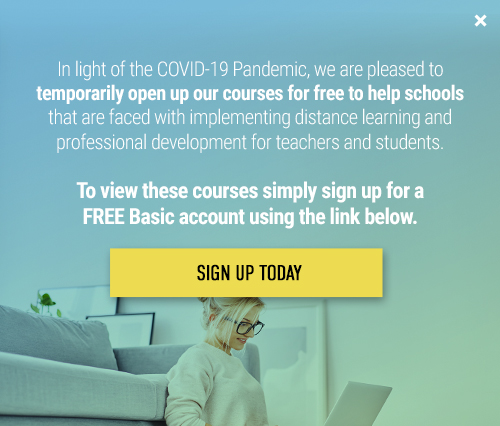 In light of the COVID-19 Pandemic, we are pleased to
temporarily open up our courses for free to help schools
that are faced with implementing distance learning and
professional development for teachers and students.
To view these courses simply sign up for a
FREE Basic account using the link below.
SIGN UP TODAY